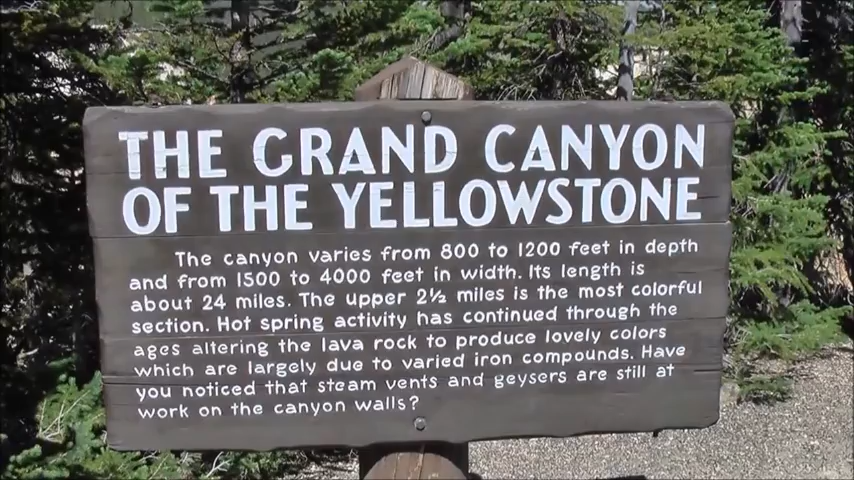 THE GRAND CANYON
OF THE YELLOWSTONE
The canyon varies from 800 to 1200 feet in depth
and from 1500 to 4000 feet in width. Its length is
about 24 miles. The upper 2½ miles is the most colorful
section. Hot spring activity has continued through the
ages altering the lava rock to produce lovely colors
which are largely due to varied iron compounds. Have
you noticed that steam vents and geysers are still at
work on the canyon walls?